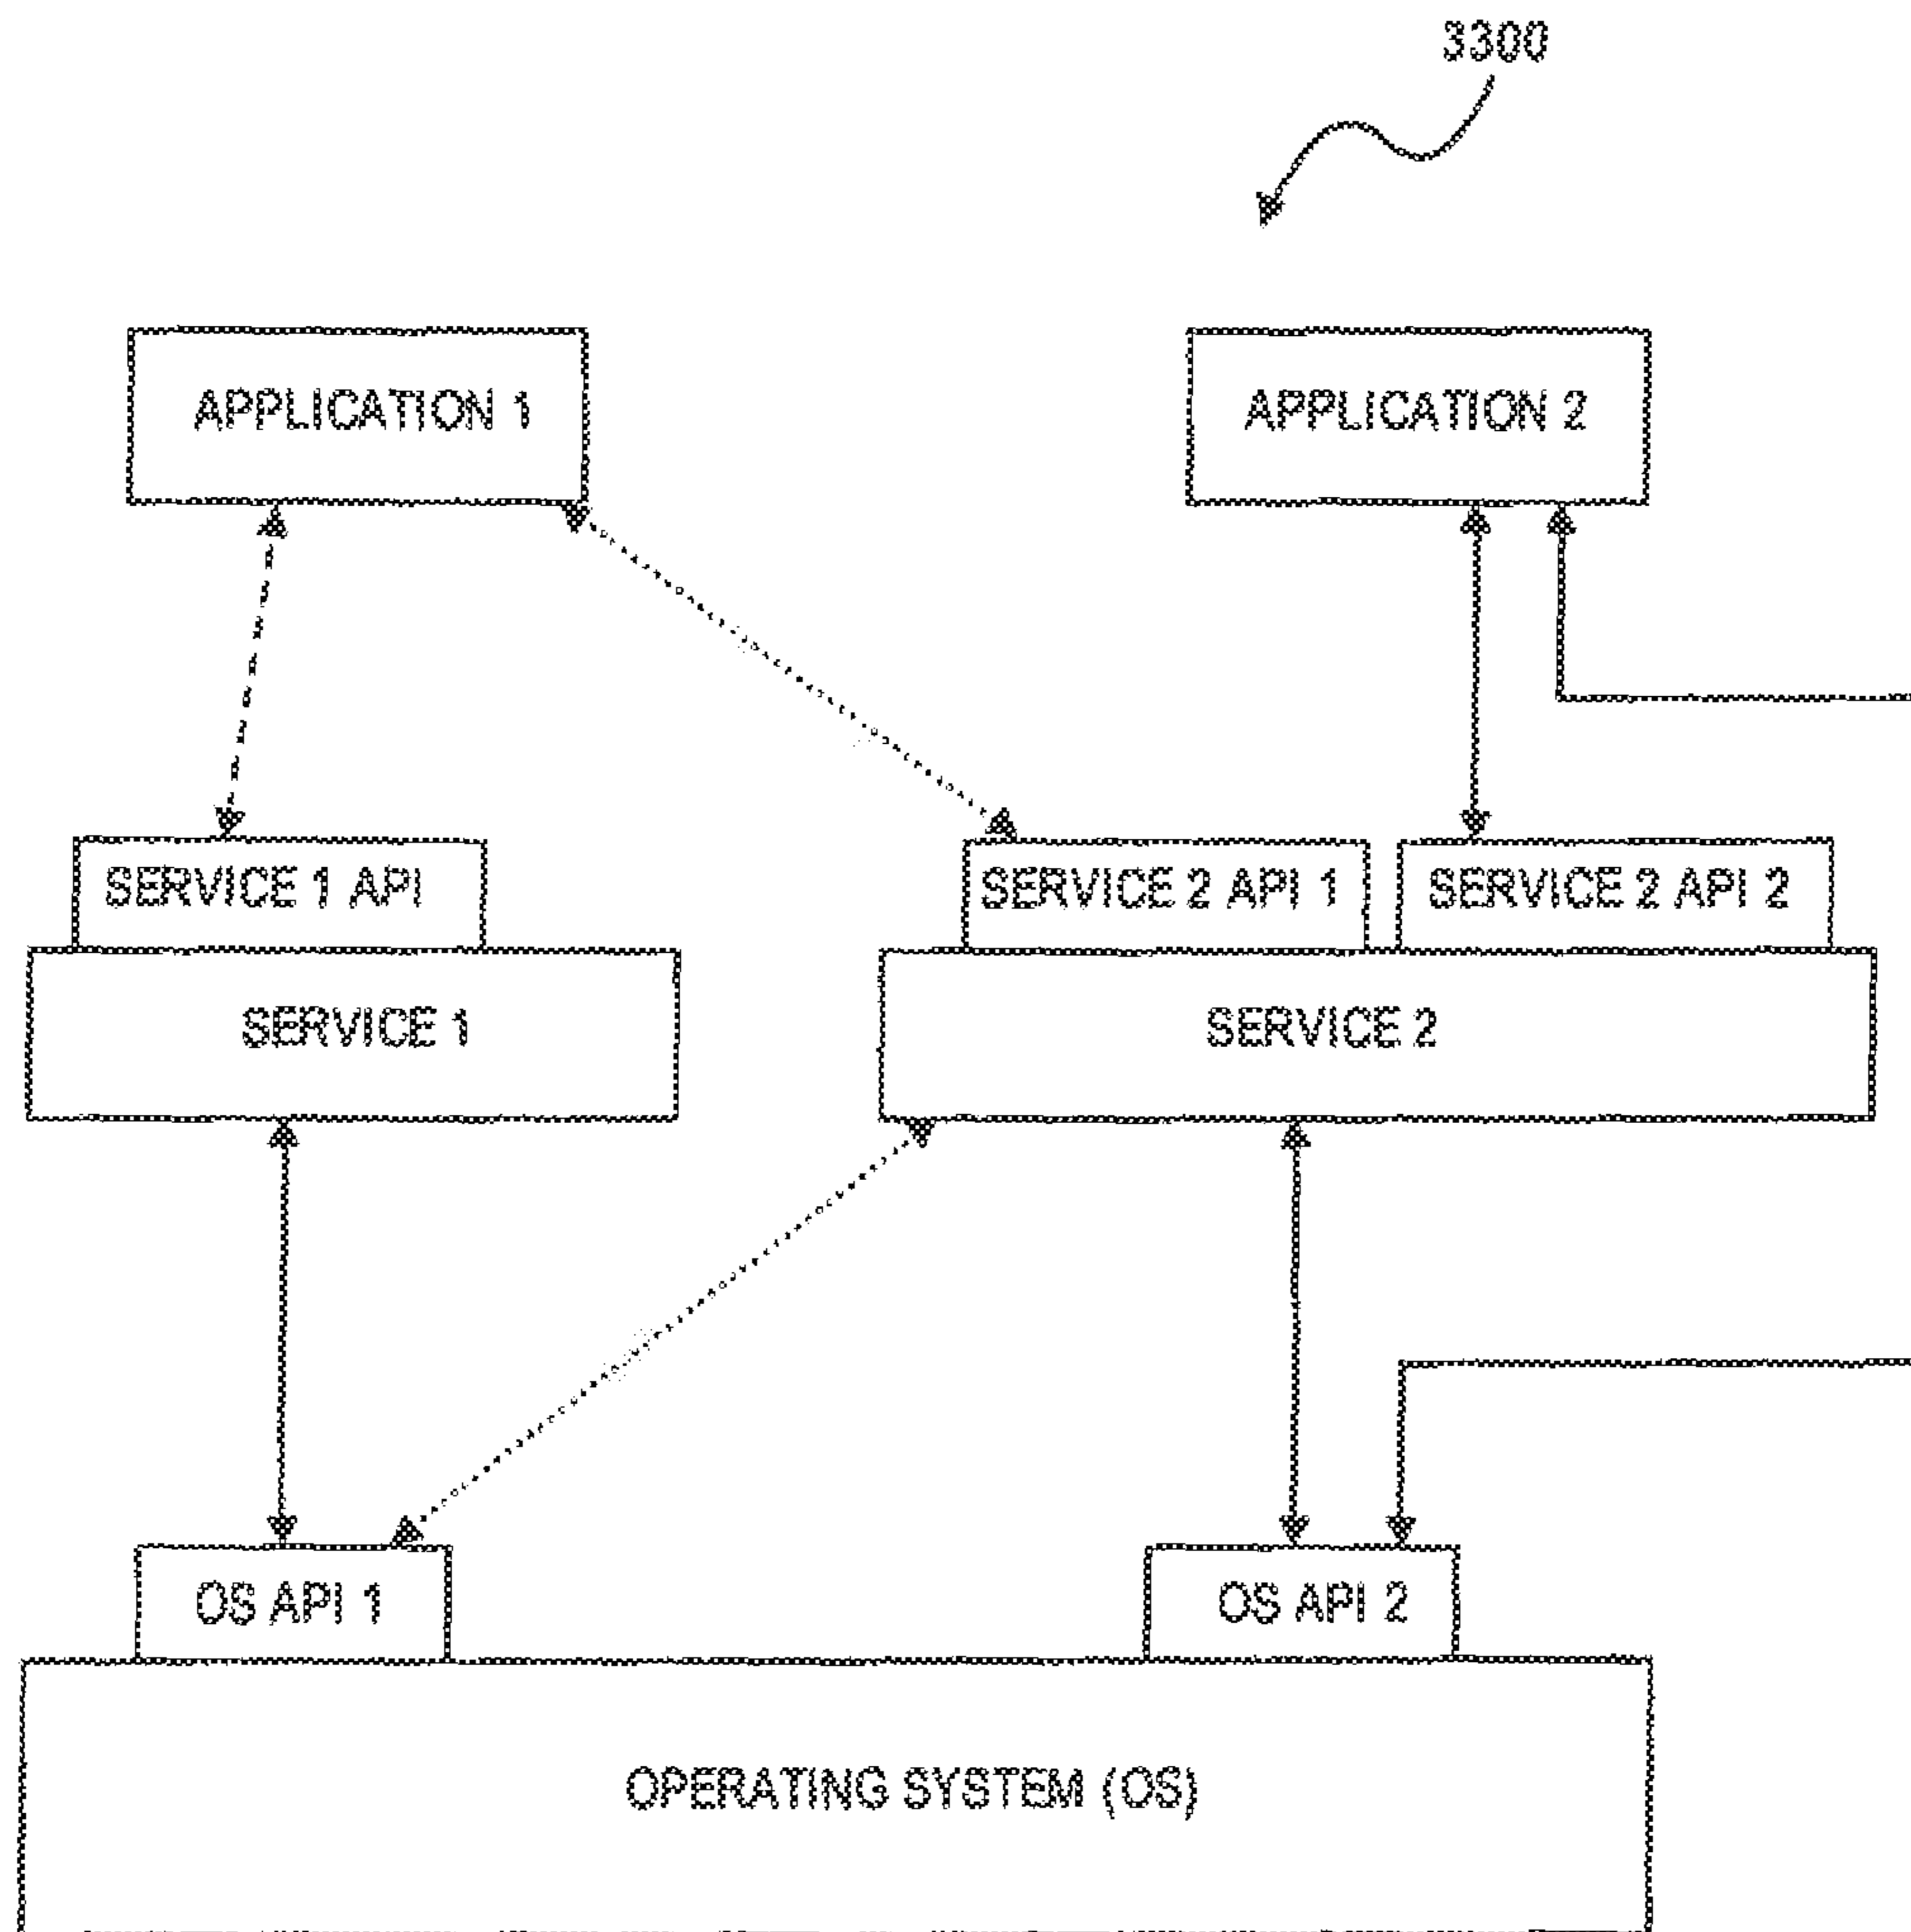 3300
APPLICATION 1
APPLICATION 2
SERVICE 1 API
SERVICE 2 API 1
SERVICE 2 API 2
SERVICE 1
SERVICE 2
OS API 1
OS API 2
OPERATING SYSTEM (OS)